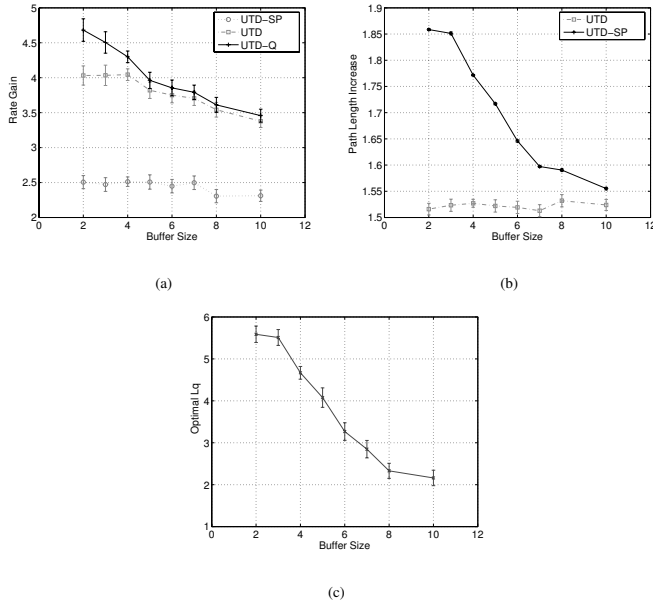 5
4.5
4
3.5
3
2.5
2
0 2 4 6 8 10 12
Rate Gain
Buffer Size
UTD-SP
UTD
UTD-Q
(a)
1.9
1.85
1.8
1.75
1.7
1.65
1.6
1.55
1.5
0 2 4 6 8 10 12
Path Length Increase
Buffer Size
UTD
UTD-SP
(b)
6
5
4
3
2
1
0 2 4 6 8 10 12
Optimal Lq
Buffer Size
(c)